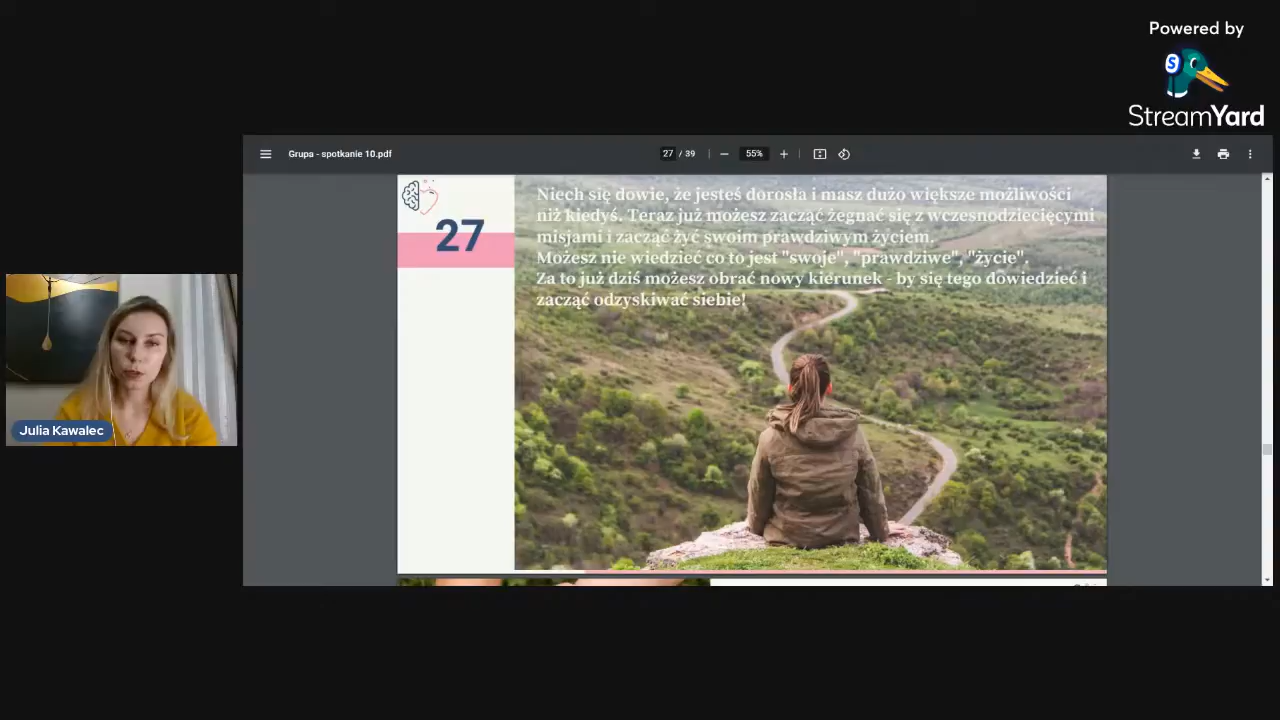 Powered by
StreamYard
Grupa - spotkanie 10.pdf
27 / 39
55%
27
Niech się dowie, że jesteś dorosła i masz dużo większe możliwości
niż kiedyś. Teraz już możesz zacząć żegnać się z wczesnodziecięcymi
misjami i zacząć żyć swoim prawdziwym życiem.
Możesz nie wiedzieć co to jest "swoje", "prawdziwe", "życie".
Za to już dziś możesz obrać nowy kierunek - by się tego dowiedzieć i
zacząć odzyskiwać siebie!
Julia Kawalec